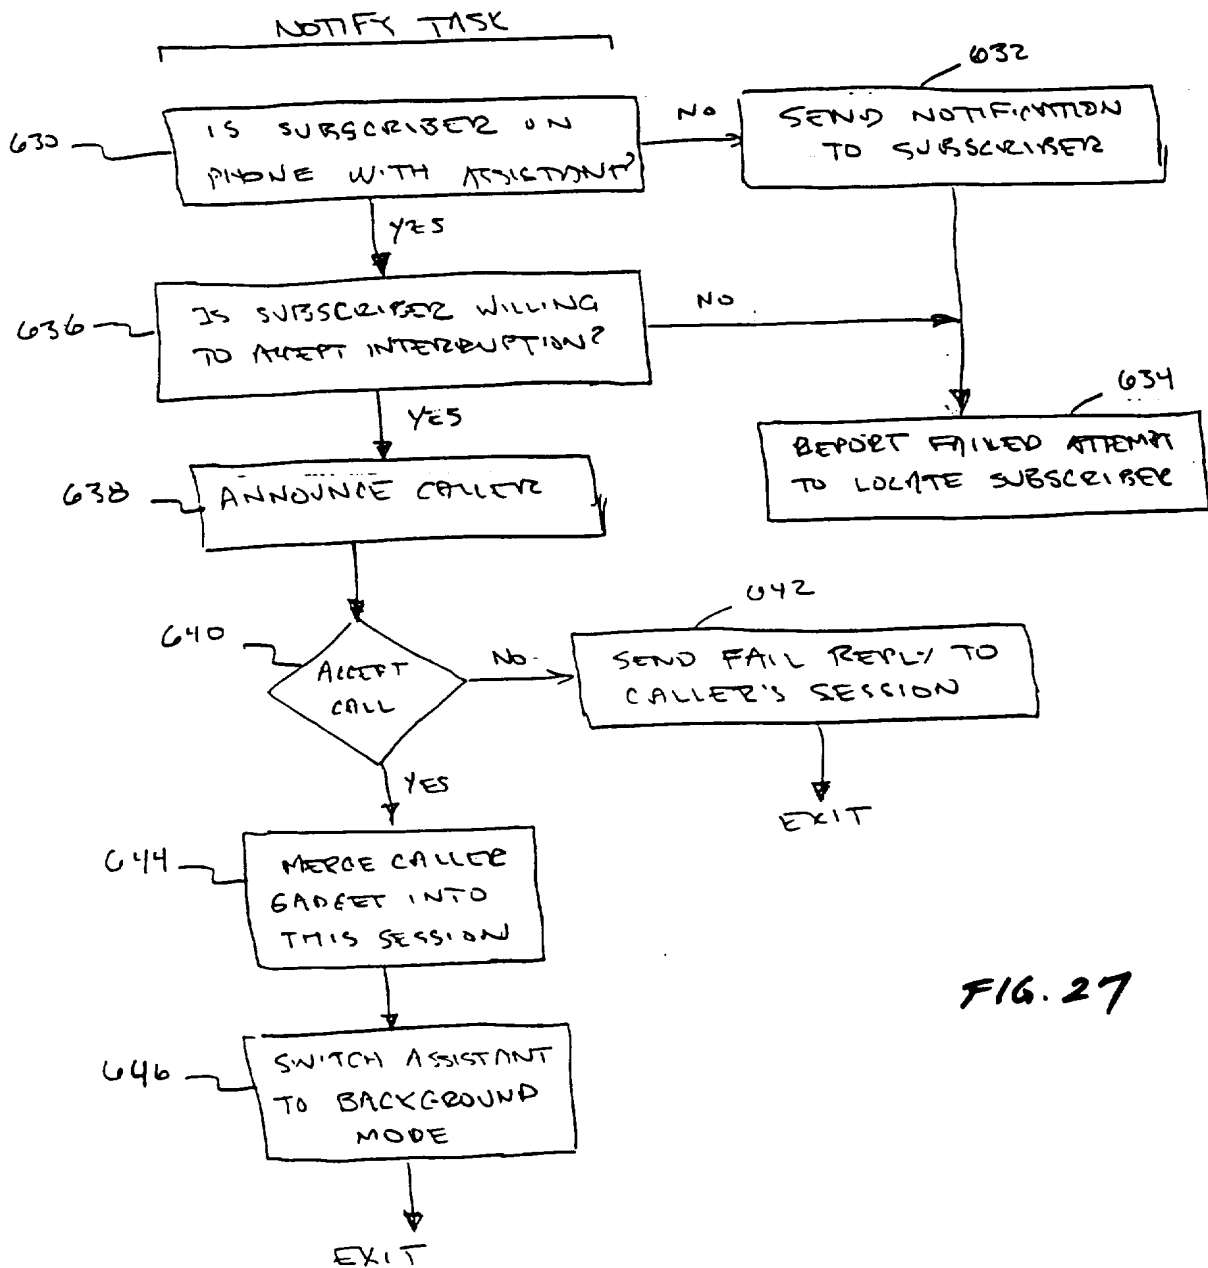 NOTIFY TASK
630
IS SUBSCRIBER ON
PHONE WITH ASSISTANT?
NO
632
SEND NOTIFICATION
TO SUBSCRIBER
YES
636
IS SUBSCRIBER WILLING
TO ACCEPT INTERRUPTION?
NO
634
REPORT FAILED ATTEMPT
TO LOCATE SUBSCRIBER
YES
638
ANNOUNCE CALLER
640
ACCEPT
CALL
NO
642
SEND FAIL REPLY TO
CALLER'S SESSION
EXIT
YES
644
MERGE CALLER
GADGET INTO
THIS SESSION
646
SWITCH ASSISTANT
TO BACKGROUND
MODE
EXIT
FIG. 27